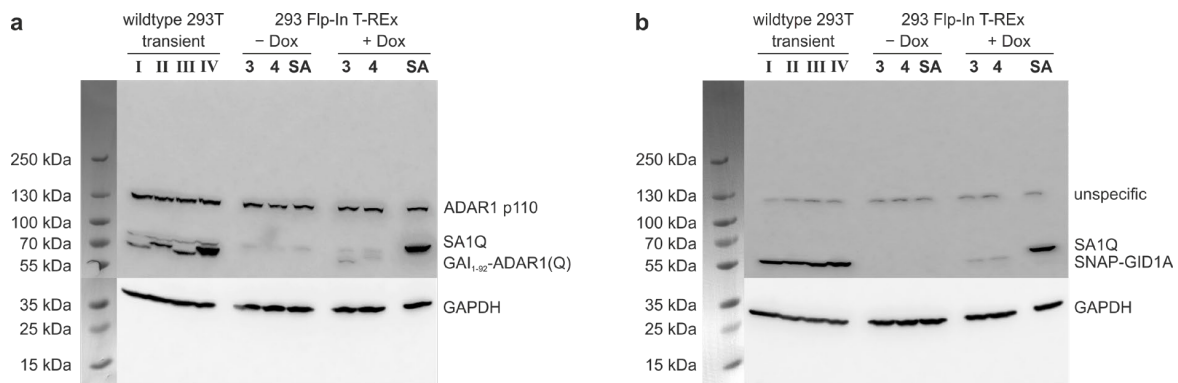 a
wildtype 293T
transient
293 Flp-In T-REx
− Dox
+ Dox
I II III IV
3 4 SA
3 4 SA
250 kDa
130 kDa
100 kDa
70 kDa
55 kDa
35 kDa
25 kDa
15 kDa
ADAR1 p110
SA1Q
GAI₁₋₉₂-ADAR1(Q)
GAPDH
b
wildtype 293T
transient
293 Flp-In T-REx
− Dox
+ Dox
I II III IV
3 4 SA
3 4 SA
250 kDa
130 kDa
100 kDa
70 kDa
55 kDa
35 kDa
25 kDa
15 kDa
unspecific
SA1Q
SNAP-GID1A
GAPDH